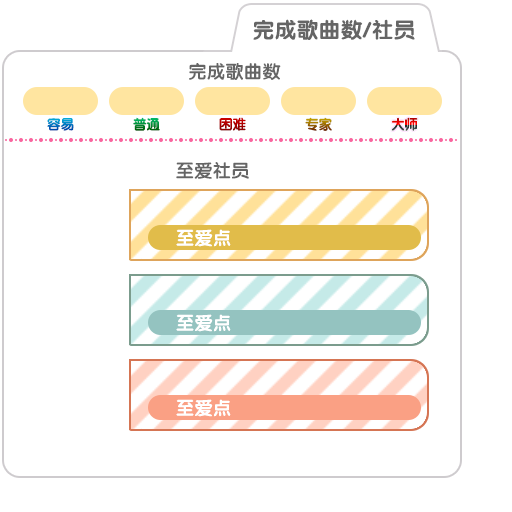 完成歌曲数/社员
完成歌曲数
容易 普通 困难 专家 大师
至爱社员
至爱点
至爱点
至爱点